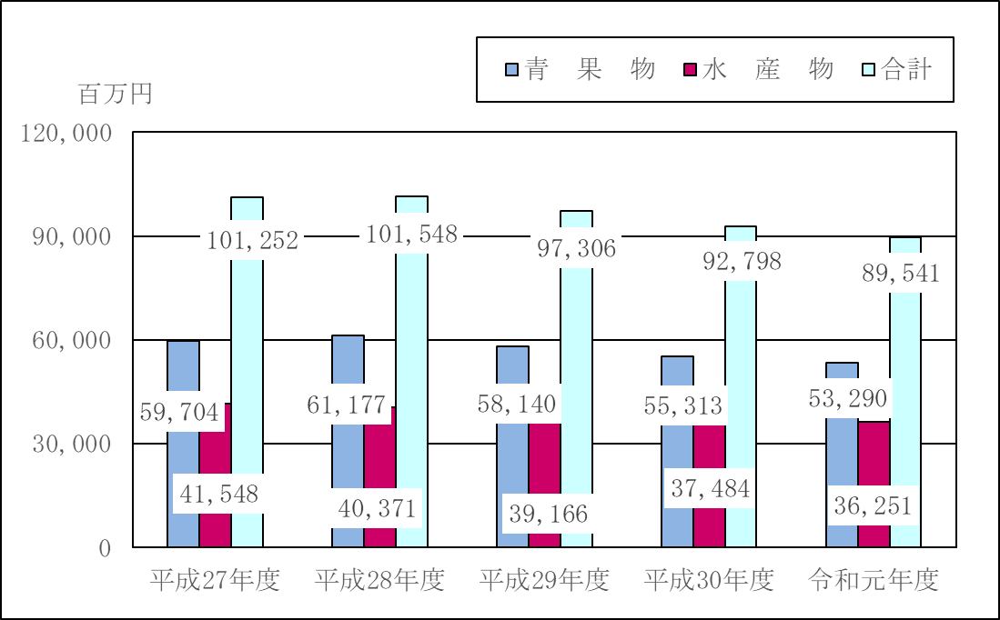 青　果　物 水　産　物 合計
百万円
120,000
90,000
60,000
30,000
0
101,252 101,548 97,306 92,798 89,541
59,704 61,177 58,140 55,313 53,290
41,548 40,371 39,166 37,484 36,251
平成27年度 平成28年度 平成29年度 平成30年度 令和元年度